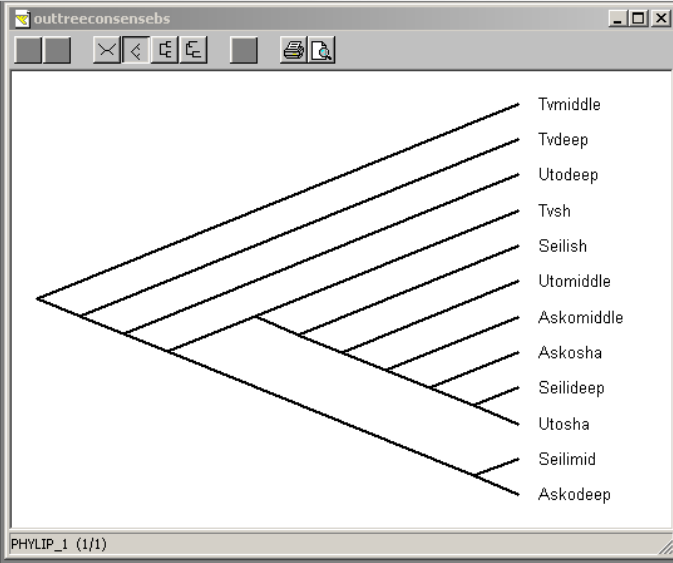 outtreeconsensebs
Tvmiddle
Tvdeep
Utodeep
Tvsh
Seilish
Utomiddle
Askomiddle
Askosha
Seilideep
Utosha
Seilimid
Askodeep
PHYLIP_1 (1/1)